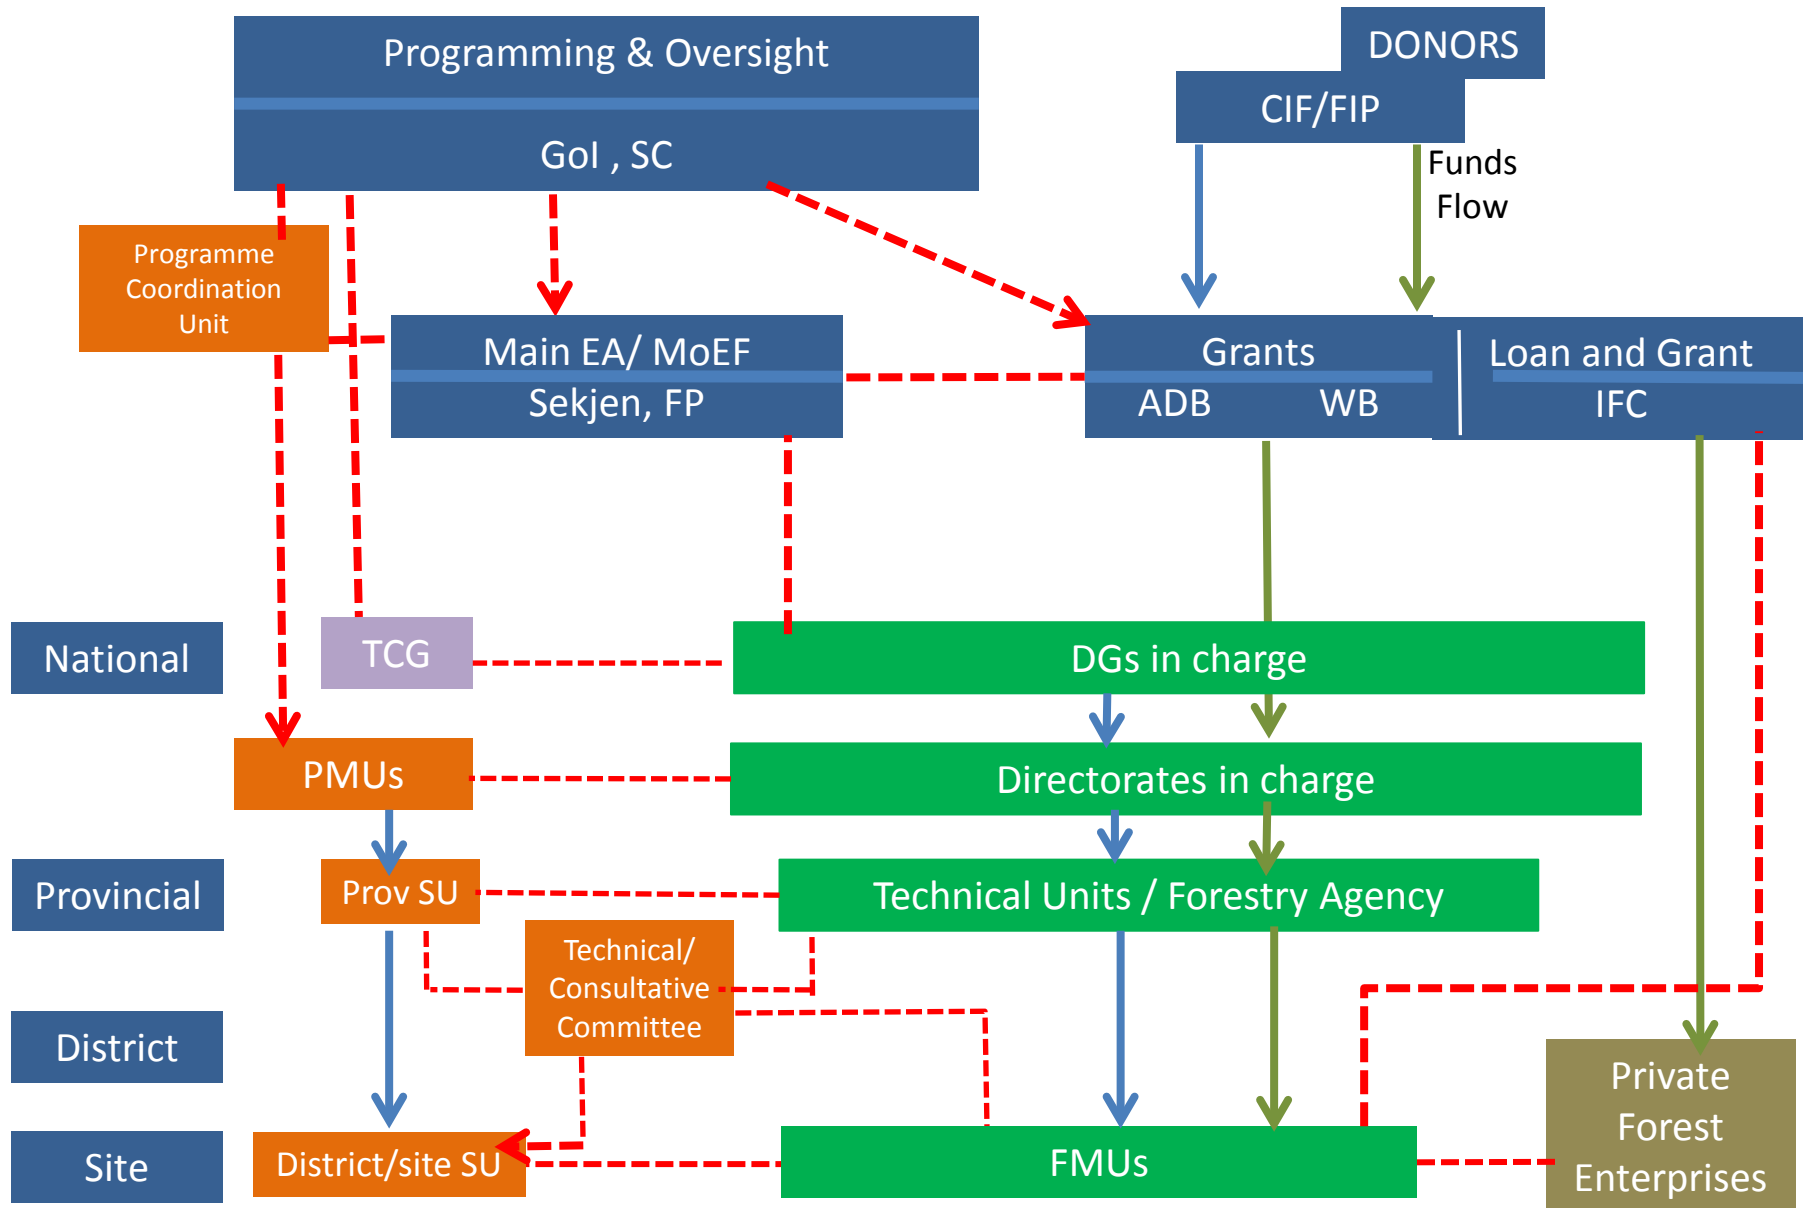 Programming & Oversight
GoI , SC
DONORS
CIF/FIP
Funds
Flow
Programme
Coordination
Unit
Main EA/ MoEF
Sekjen, FP
Grants
ADB WB
Loan and Grant
IFC
National
TCG
DGs in charge
PMUs
Directorates in charge
Provincial
Prov SU
Technical Units / Forestry Agency
Technical/
Consultative
Committee
District
Private
Forest
Enterprises
Site
District/site SU
FMUs